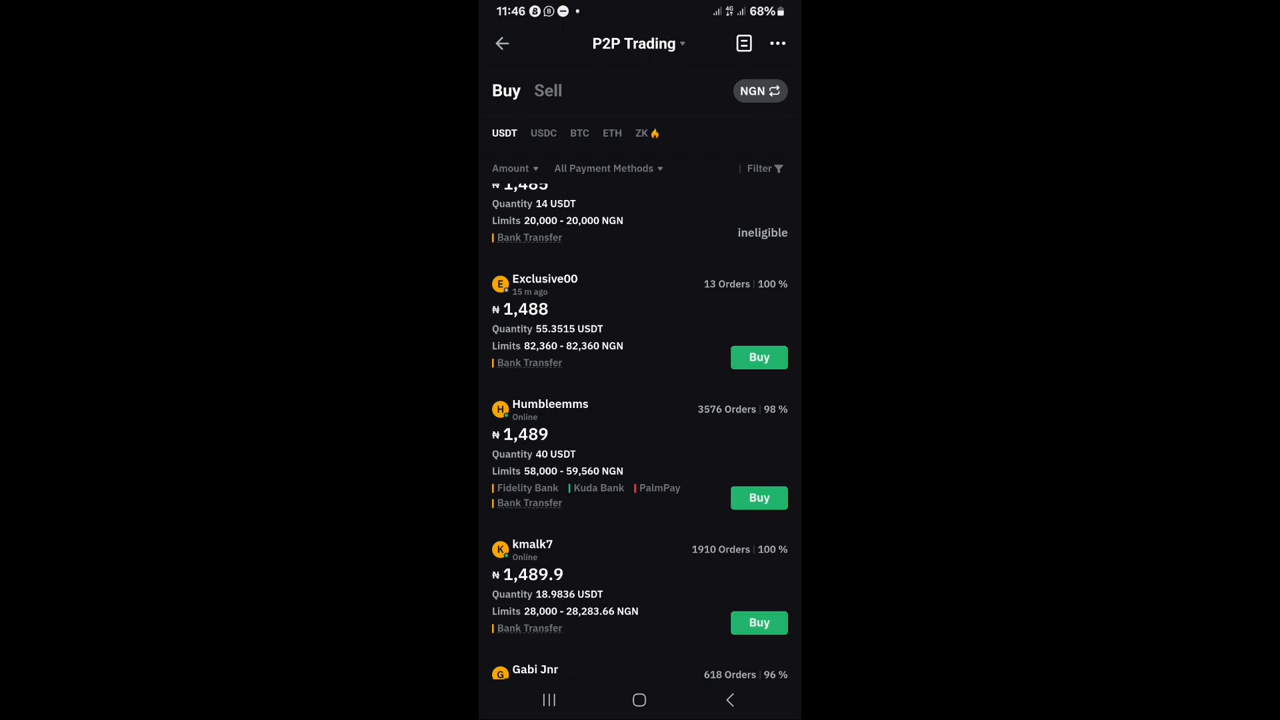 11:46 4G 68%
P2P Trading
Buy Sell NGN
USDT USDC BTC ETH ZK
Amount All Payment Methods Filter
₦ 1,485
Quantity 14 USDT
Limits 20,000 - 20,000 NGN
ineligible
Bank Transfer
E Exclusive00 13 Orders | 100 %
15 m ago
₦ 1,488
Quantity 55.3515 USDT
Limits 82,360 - 82,360 NGN
Buy
Bank Transfer
H Humbleemms 3576 Orders | 98 %
Online
₦ 1,489
Quantity 40 USDT
Limits 58,000 - 59,560 NGN
Fidelity Bank Kuda Bank PalmPay
Buy
Bank Transfer
K kmalk7 1910 Orders | 100 %
Online
₦ 1,489.9
Quantity 18.9836 USDT
Limits 28,000 - 28,283.66 NGN
Buy
Bank Transfer
G Gabi Jnr 618 Orders | 96 %